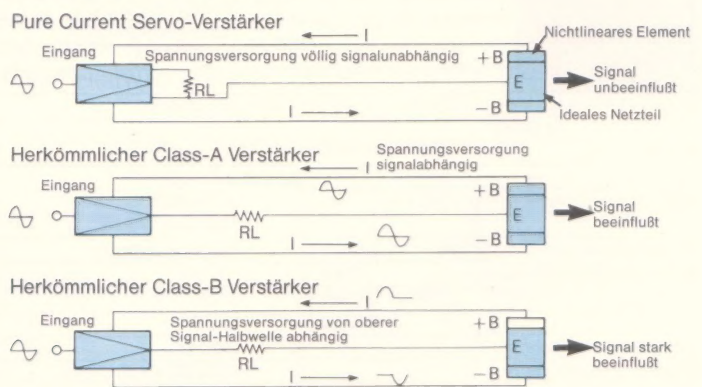 Pure Current Servo-Verstärker
I
Nichtlineares Element
Eingang
Spannungsversorgung völlig signalunabhängig
+B
RL
E
Signal
unbeeinflußt
I
−B
Ideales Netzteil
Herkömmlicher Class-A Verstärker
I
Spannungsversorgung
signalabhängig
Eingang
+B
RL
E
Signal
beeinflußt
I
−B
Herkömmlicher Class-B Verstärker
I
Eingang
Spannungsversorgung von oberer
Signal-Halbwelle abhängig
+B
RL
E
Signal stark
beeinflußt
I
−B